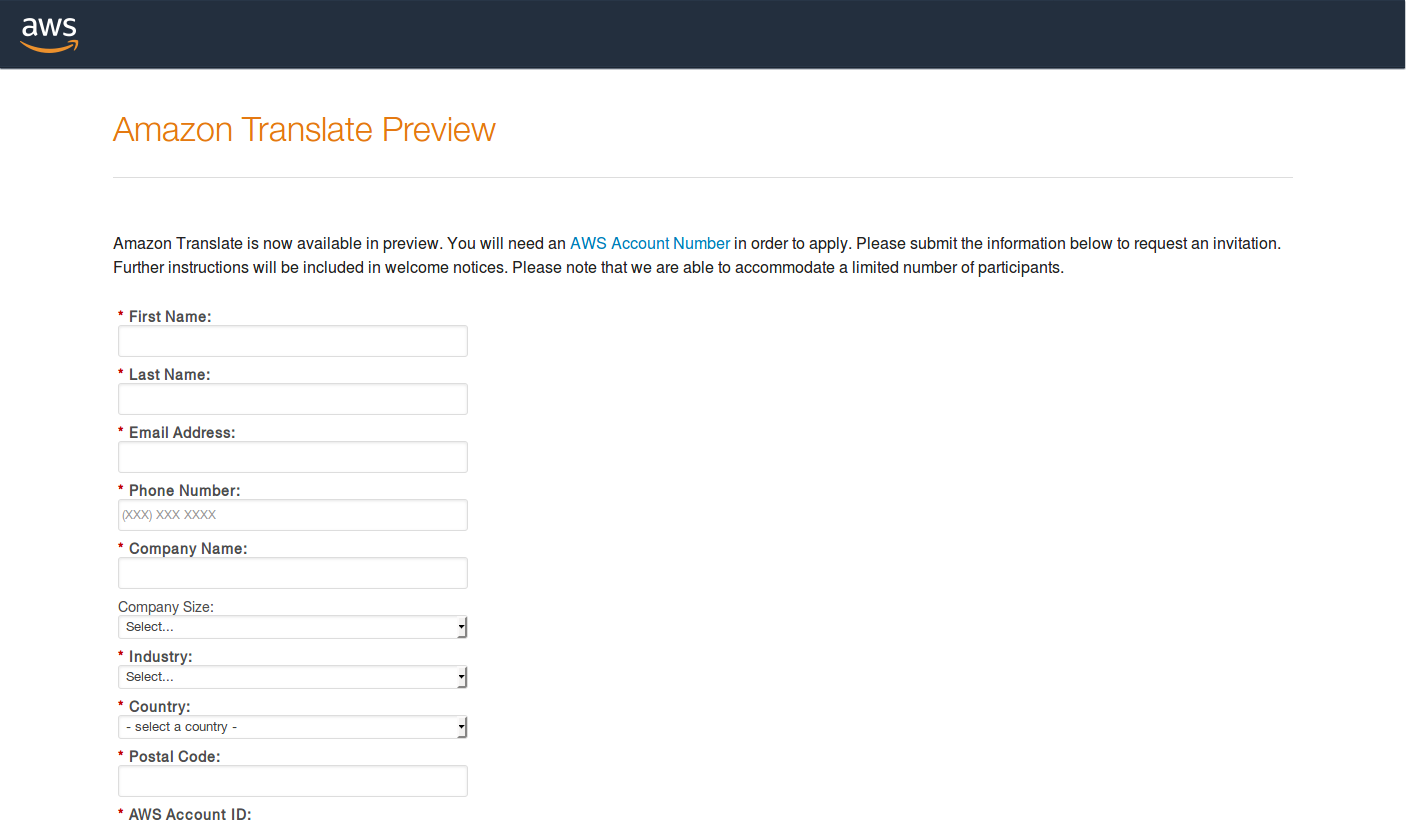 aws
Amazon Translate Preview
Amazon Translate is now available in preview. You will need an AWS Account Number in order to apply. Please submit the information below to request an invitation.
Further instructions will be included in welcome notices. Please note that we are able to accommodate a limited number of participants.
* First Name:
* Last Name:
* Email Address:
* Phone Number:
(XXX) XXX XXXX
* Company Name:
Company Size:
Select...
* Industry:
Select...
* Country:
- select a country -
* Postal Code:
* AWS Account ID: